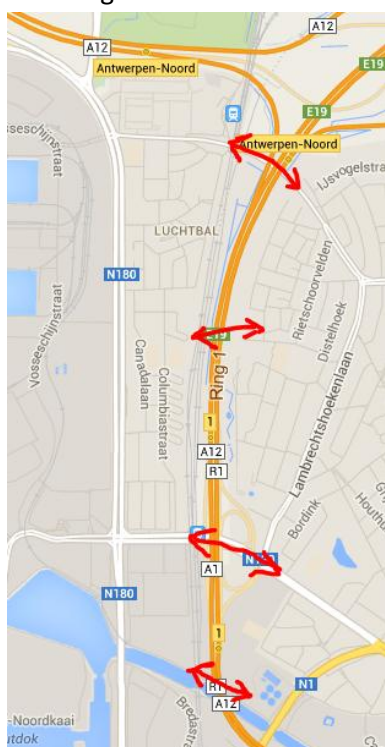 A12
A12
Antwerpen-Noord
E19
Antwerpen-Noord
IJsvogelstra
LUCHTBAL
N180
Rietschoorvelden
Distelhoek
Vosseschijnstraat
Canadalaan
Columbiastraat
E19
Ring 1
1
A12
R1
Lambrechtshoekenlaan
Bordink
A1
N180
1
R1
A12
N1
Bredastr
-Noordkaai
utdok